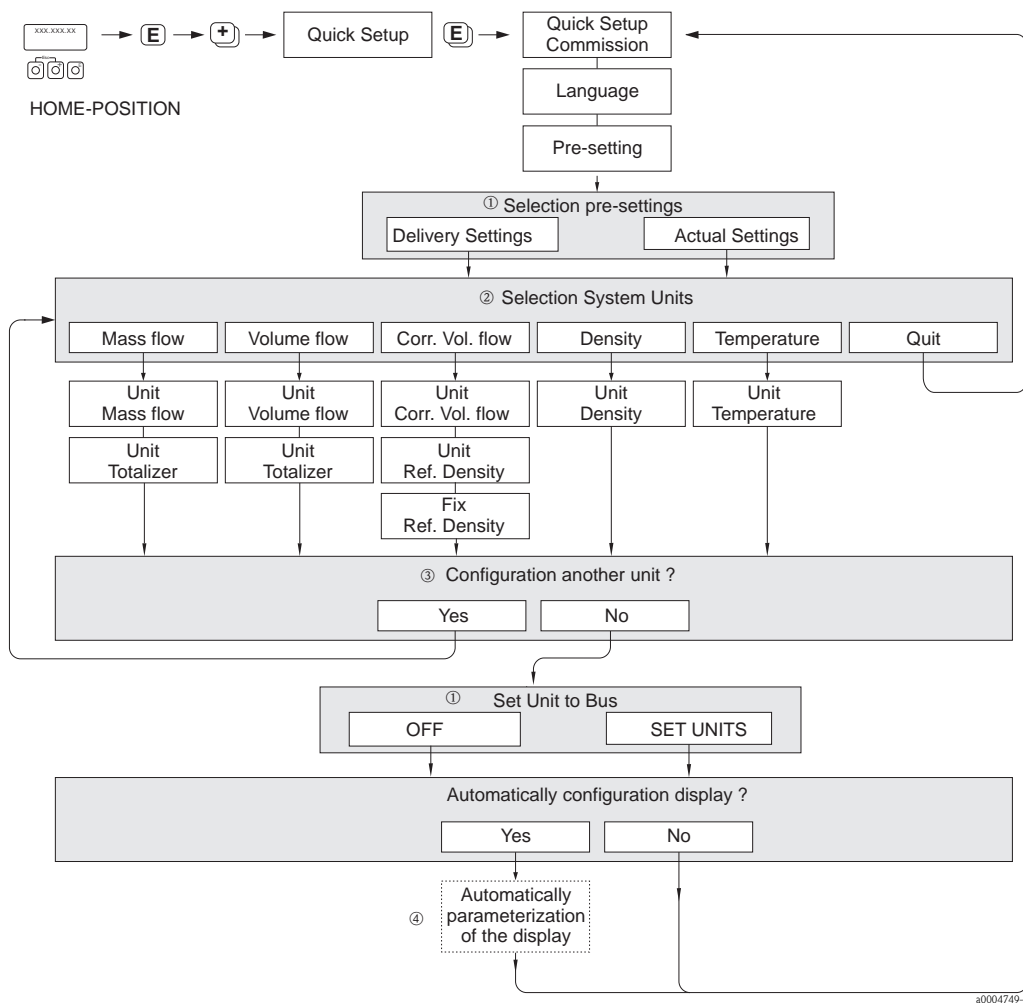 xxx.xxx.xx
Esc
E
+
Quick Setup
E
Quick Setup
Commission
HOME-POSITION
Language
Pre-setting
① Selection pre-settings
Delivery Settings
Actual Settings
② Selection System Units
Mass flow
Volume flow
Corr. Vol. flow
Density
Temperature
Quit
Unit
Mass flow
Unit
Volume flow
Unit
Corr. Vol. flow
Unit
Density
Unit
Temperature
Unit
Totalizer
Unit
Totalizer
Unit
Ref. Density
Fix
Ref. Density
③ Configuration another unit ?
Yes
No
① Set Unit to Bus
OFF
SET UNITS
Automatically configuration display ?
Yes
No
④
Automatically
parameterization
of the display
a0004749-